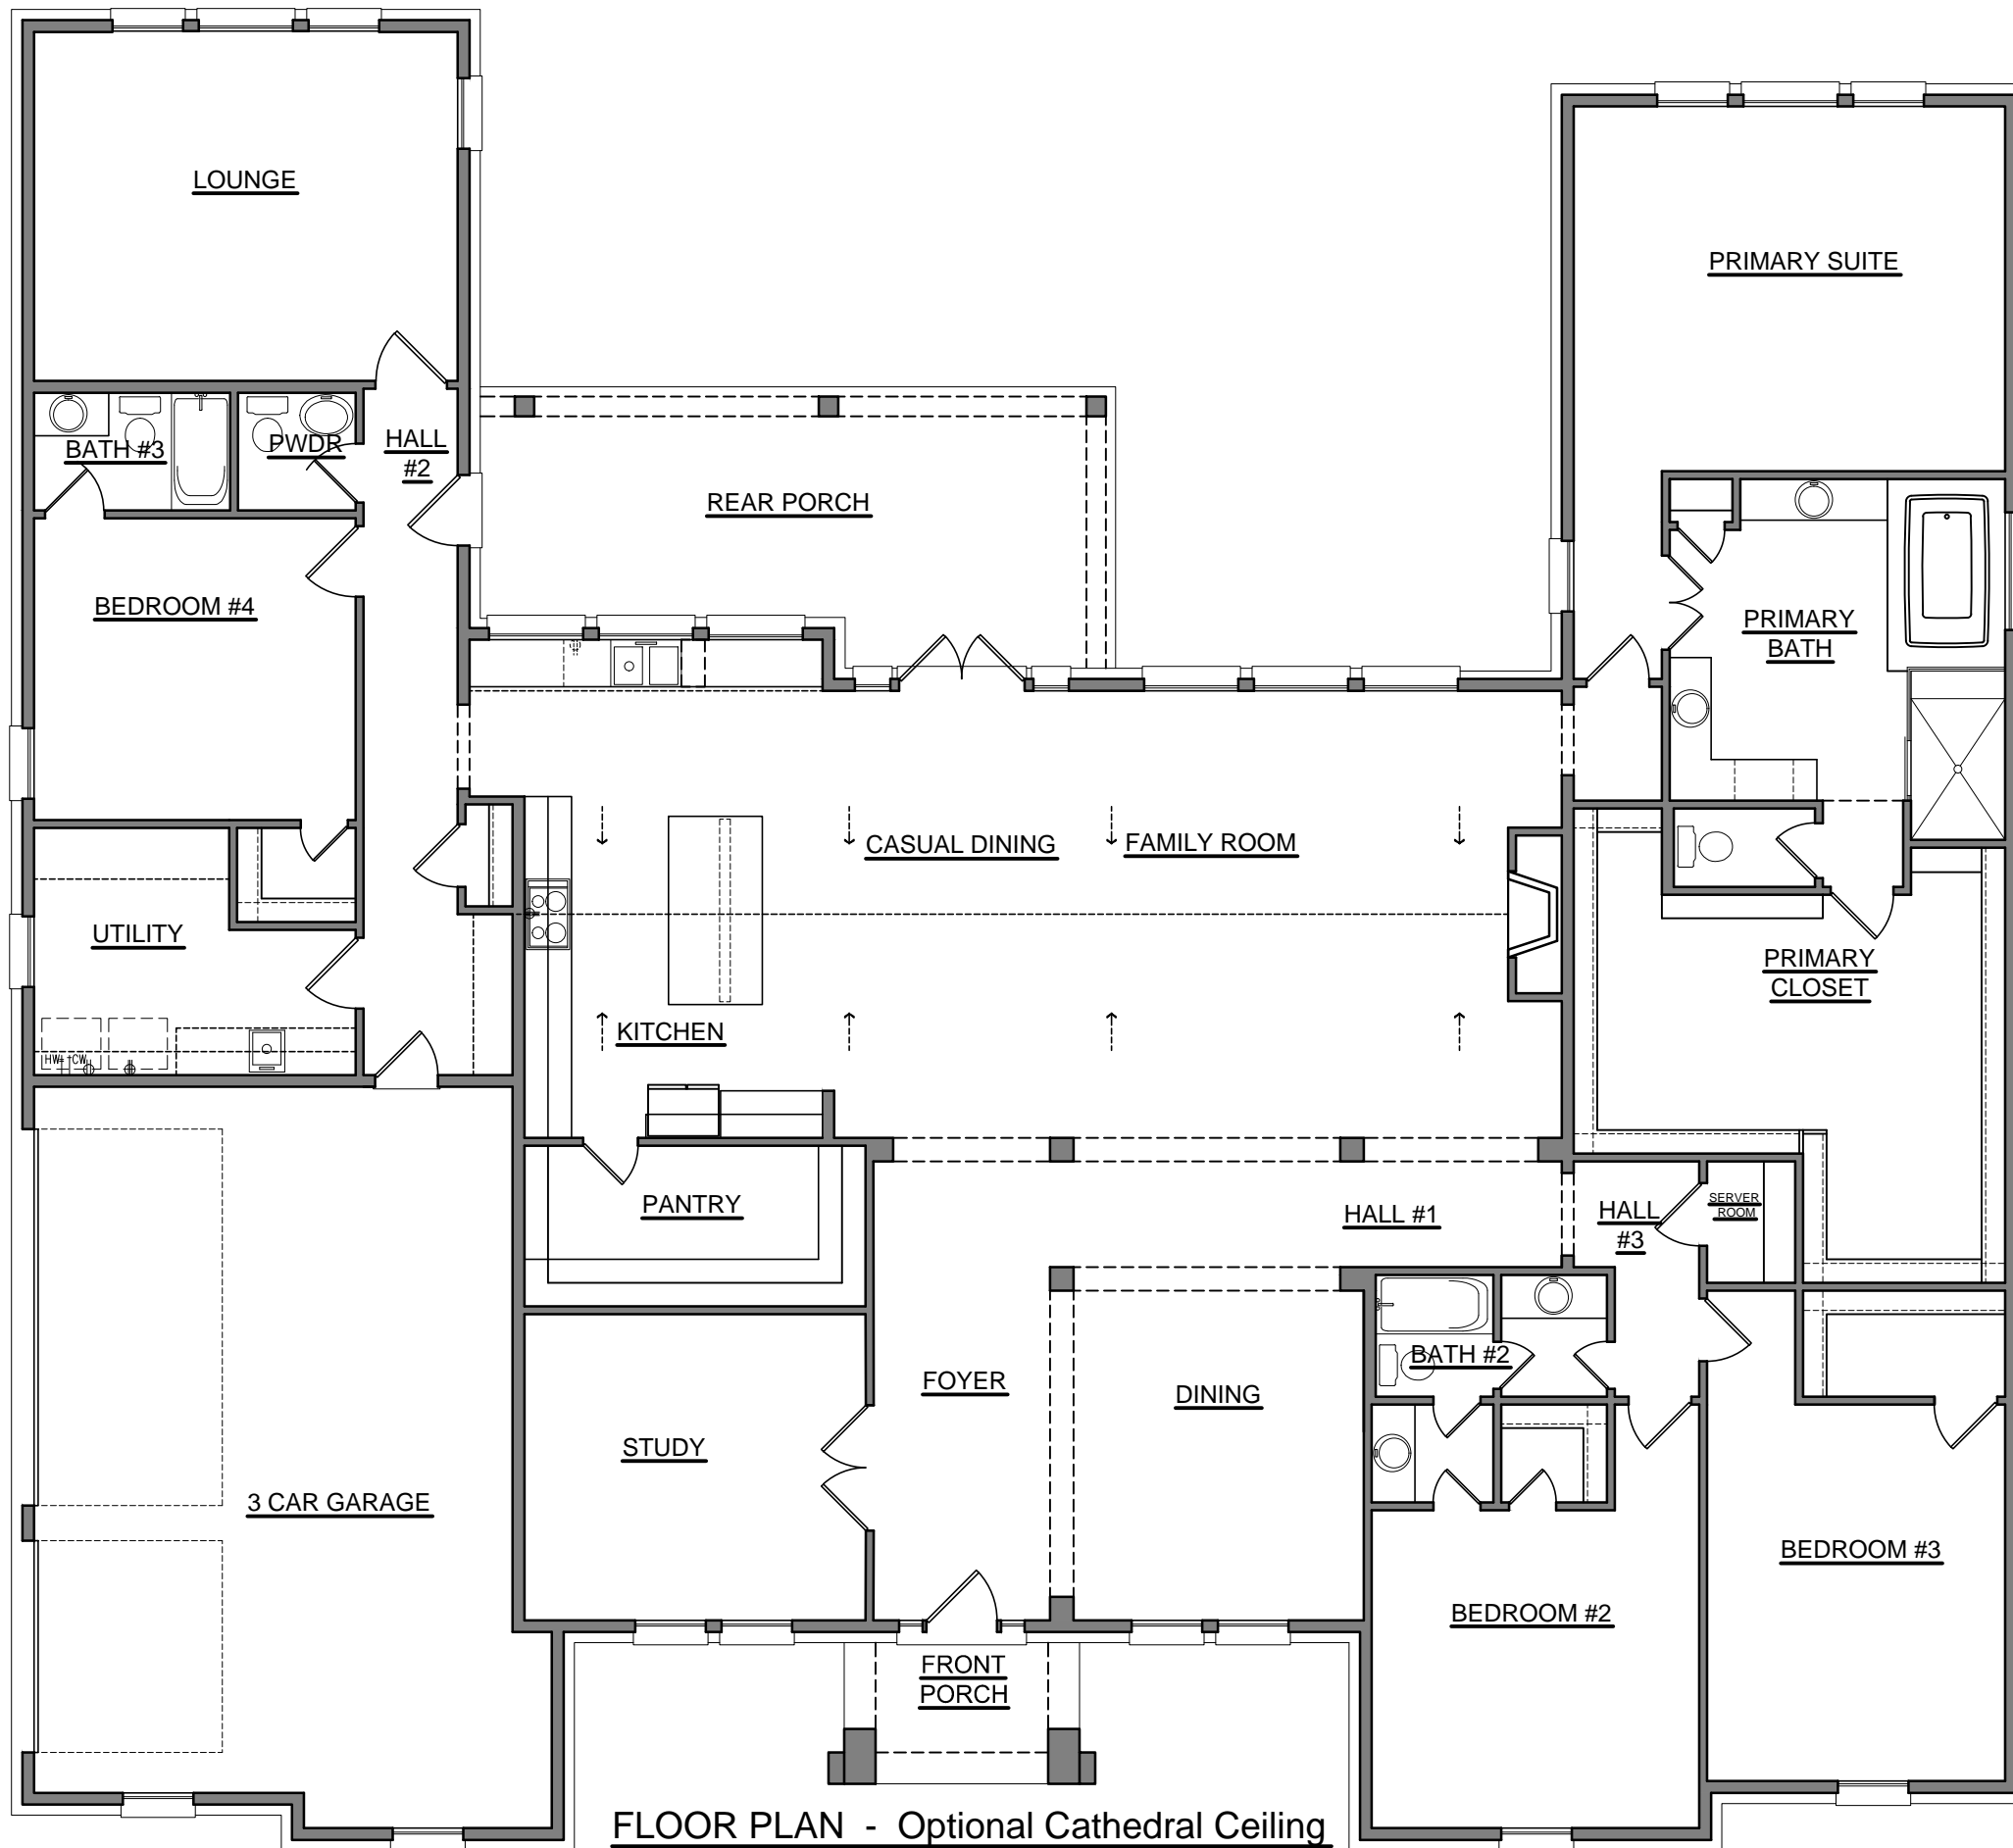 LOUNGE
PRIMARY SUITE
BATH #3
PWDR
HALL
#2
REAR PORCH
BEDROOM #4
PRIMARY
BATH
CASUAL DINING
FAMILY ROOM
UTILITY
PRIMARY
CLOSET
KITCHEN
HW
CW
PANTRY
HALL #1
HALL
#3
SERVER
ROOM
BATH #2
FOYER
DINING
STUDY
3 CAR GARAGE
BEDROOM #3
BEDROOM #2
FRONT
PORCH
FLOOR PLAN - Optional Cathedral Ceiling